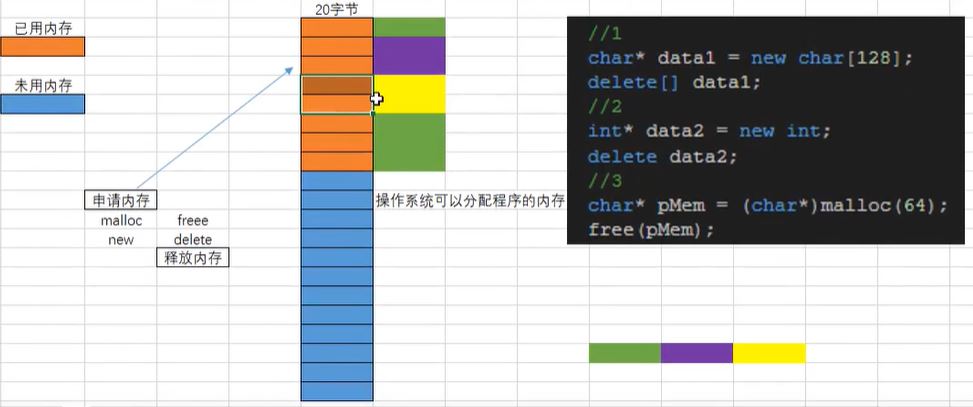 20字节
已用内存
未用内存
申请内存
malloc freee
new delete
释放内存
操作系统可以分配程序的内存
//1
char* data1 = new char[128];
delete[] data1;
//2
int* data2 = new int;
delete data2;
//3
char* pMem = (char*)malloc(64);
free(pMem);